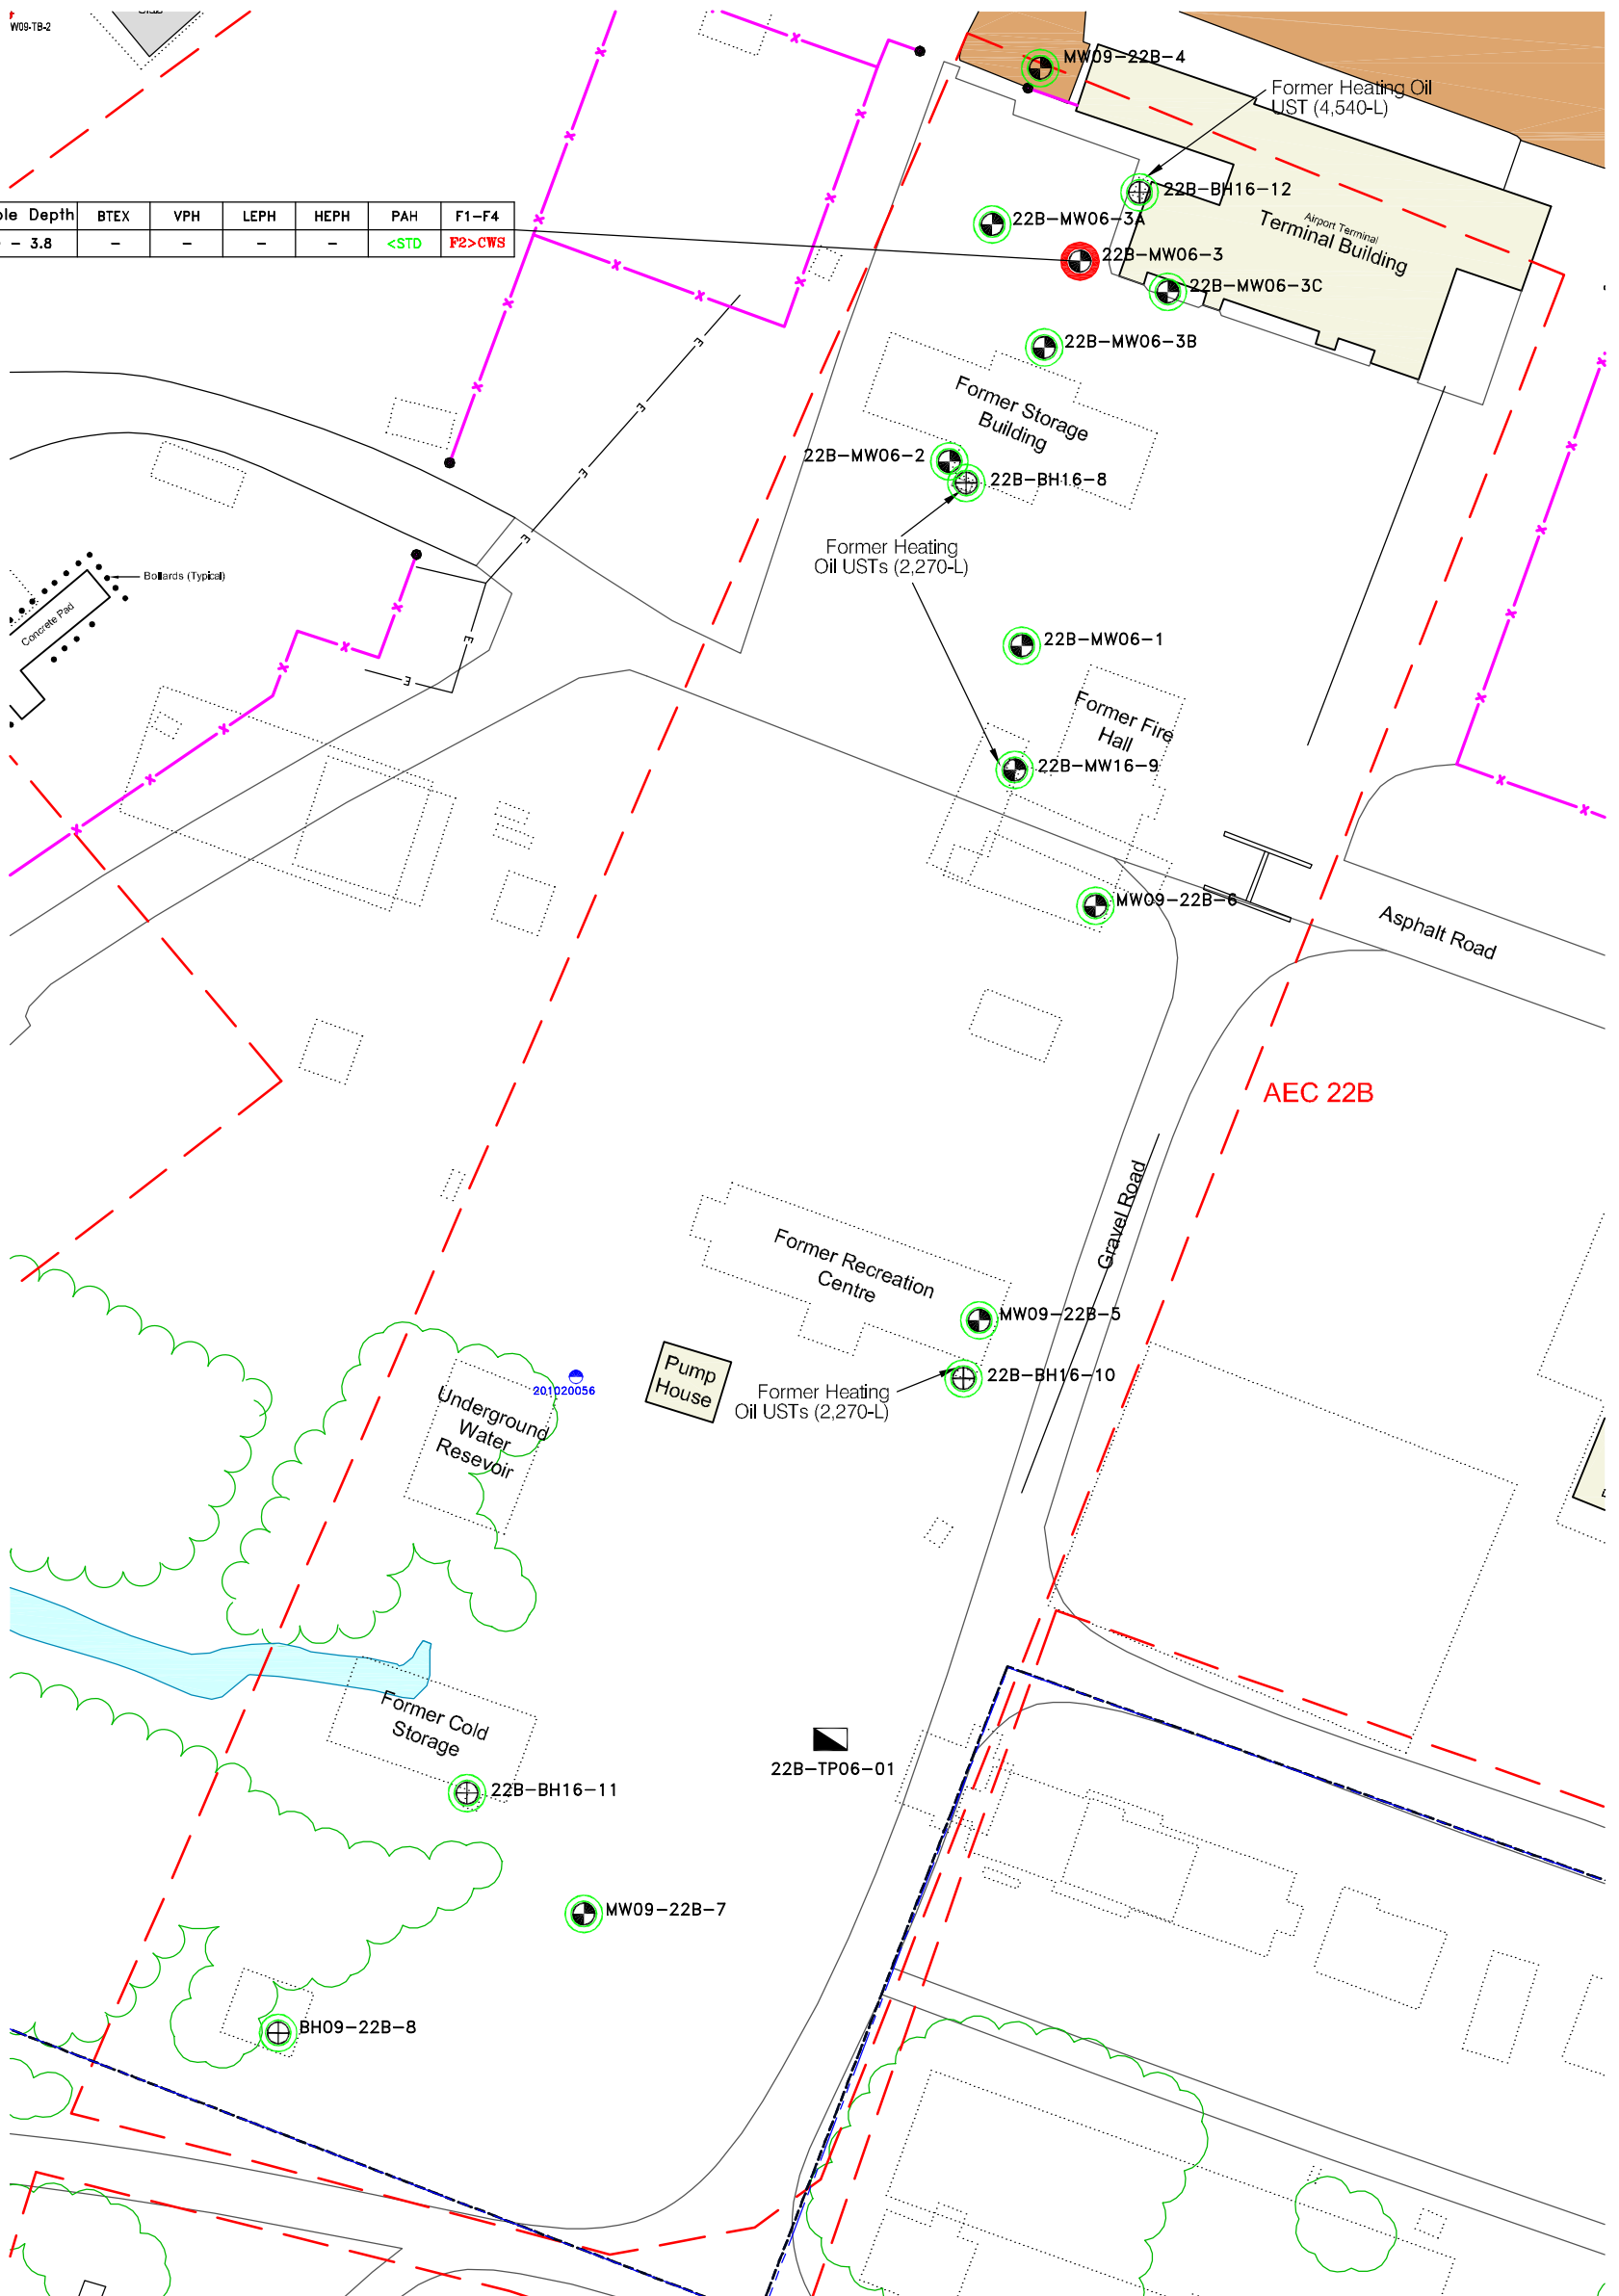 W09-TB-2
MW09-22B-4
Former Heating Oil
UST (4,540-L)
22B-BH16-12
Airport Terminal
Terminal Building
22B-MW06-3A
ole Depth BTEX VPH LEPH HEPH PAH F1-F4
- 3.8 - - - - <STD F2>CWS
22B-MW06-3
22B-MW06-3C
22B-MW06-3B
Former Storage
Building
22B-MW06-2
22B-BH16-8
Former Heating
Oil USTs (2,270-L)
Bollards (Typical)
Concrete Pad
22B-MW06-1
Former Fire
Hall
22B-MW16-9
MW09-22B-6
Asphalt Road
AEC 22B
Gravel Road
Former Recreation
Centre
MW09-22B-5
22B-BH16-10
Former Heating
Oil USTs (2,270-L)
Pump
House
201020056
Underground
Water
Resevoir
Former Cold
Storage
22B-TP06-01
22B-BH16-11
MW09-22B-7
BH09-22B-8